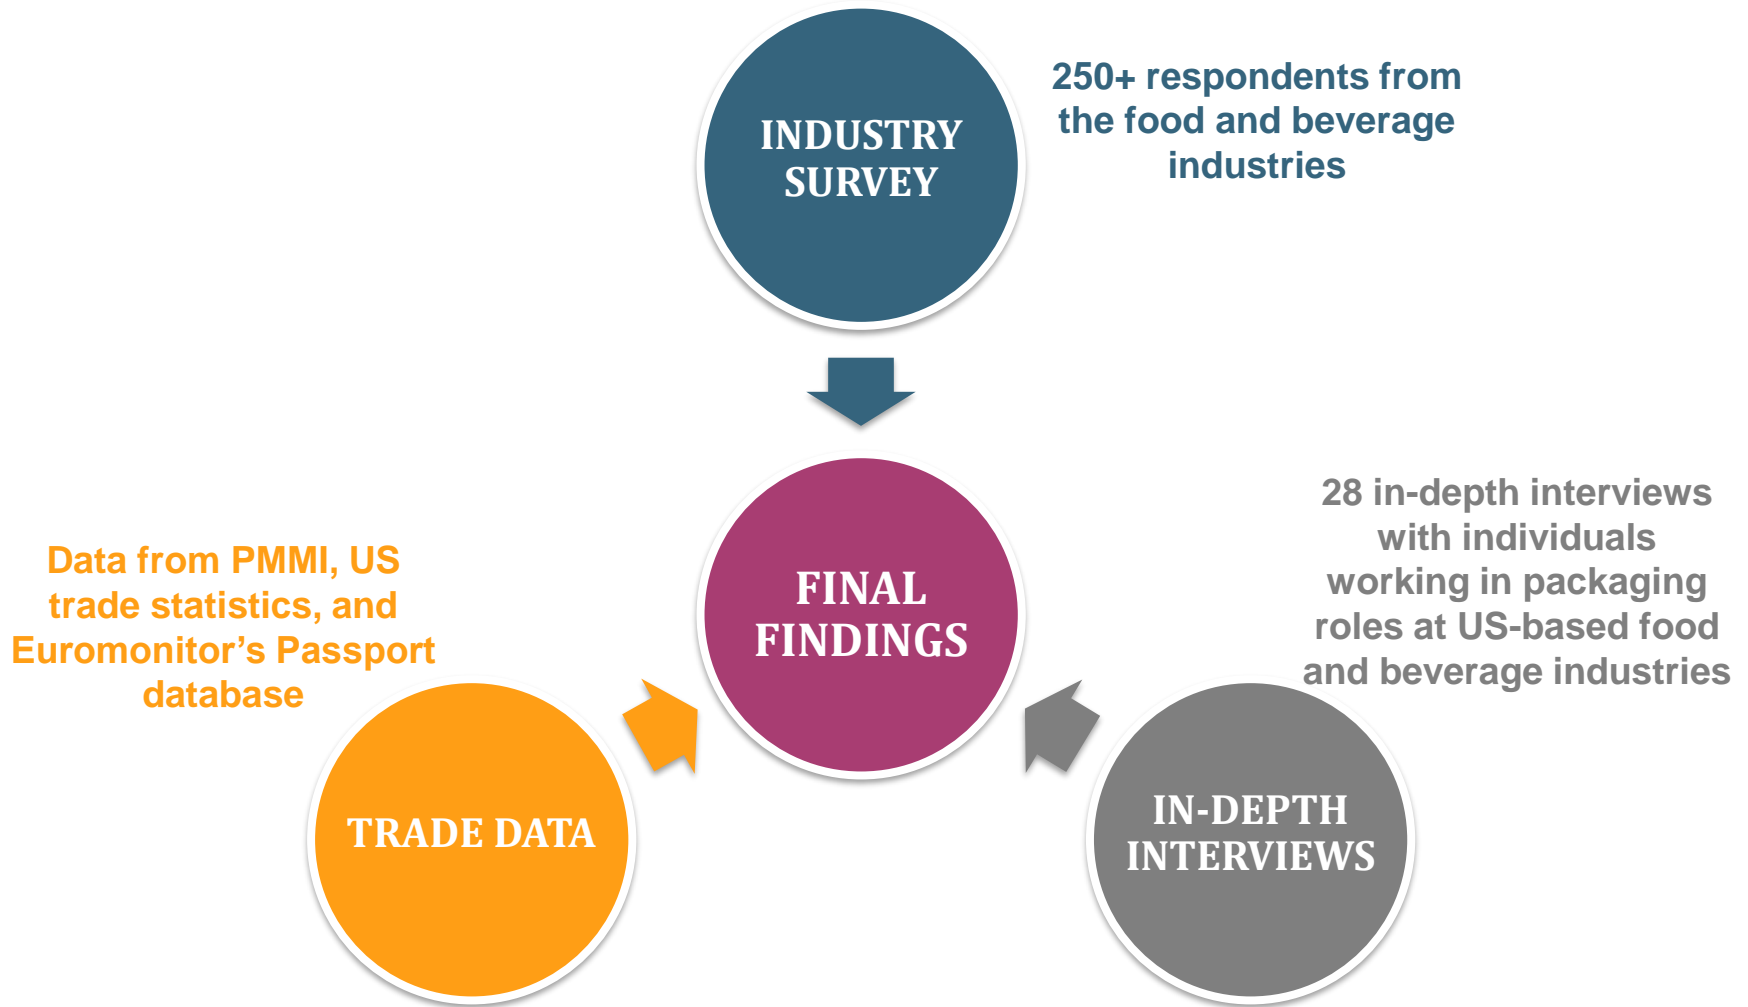 INDUSTRY
SURVEY
250+ respondents from
the food and beverage
industries
FINAL
FINDINGS
Data from PMMI, US
trade statistics, and
Euromonitor’s Passport
database
TRADE DATA
28 in-depth interviews
with individuals
working in packaging
roles at US-based food
and beverage industries
IN-DEPTH
INTERVIEWS